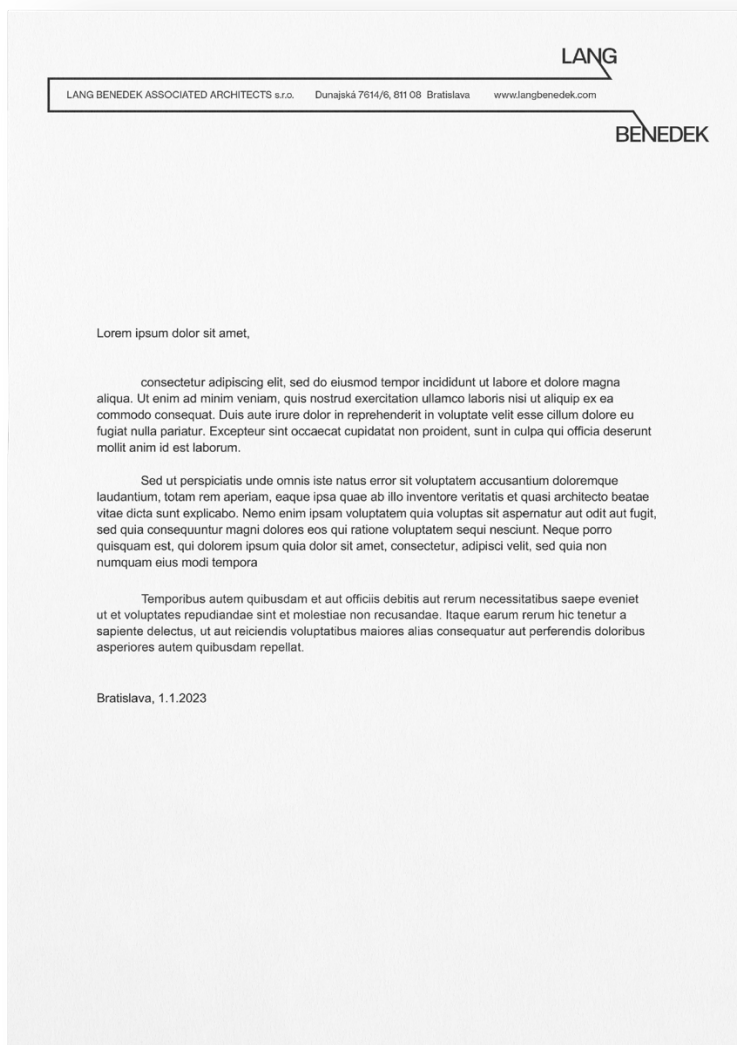 LANG
LANG BENEDEK ASSOCIATED ARCHITECTS s.r.o. Dunajská 7614/6, 811 08 Bratislava www.langbenedek.com
BENEDEK
Lorem ipsum dolor sit amet,
consectetur adipiscing elit, sed do eiusmod tempor incididunt ut labore et dolore magna
aliqua. Ut enim ad minim veniam, quis nostrud exercitation ullamco laboris nisi ut aliquip ex ea
commodo consequat. Duis aute irure dolor in reprehenderit in voluptate velit esse cillum dolore eu
fugiat nulla pariatur. Excepteur sint occaecat cupidatat non proident, sunt in culpa qui officia deserunt
mollit anim id est laborum.
Sed ut perspiciatis unde omnis iste natus error sit voluptatem accusantium doloremque
laudantium, totam rem aperiam, eaque ipsa quae ab illo inventore veritatis et quasi architecto beatae
vitae dicta sunt explicabo. Nemo enim ipsam voluptatem quia voluptas sit aspernatur aut odit aut fugit,
sed quia consequuntur magni dolores eos qui ratione voluptatem sequi nesciunt. Neque porro
quisquam est, qui dolorem ipsum quia dolor sit amet, consectetur, adipisci velit, sed quia non
numquam eius modi tempora
Temporibus autem quibusdam et aut officiis debitis aut rerum necessitatibus saepe eveniet
ut et voluptates repudiandae sint et molestiae non recusandae. Itaque earum rerum hic tenetur a
sapiente delectus, ut aut reiciendis voluptatibus maiores alias consequatur aut perferendis doloribus
asperiores autem quibusdam repellat.
Bratislava, 1.1.2023